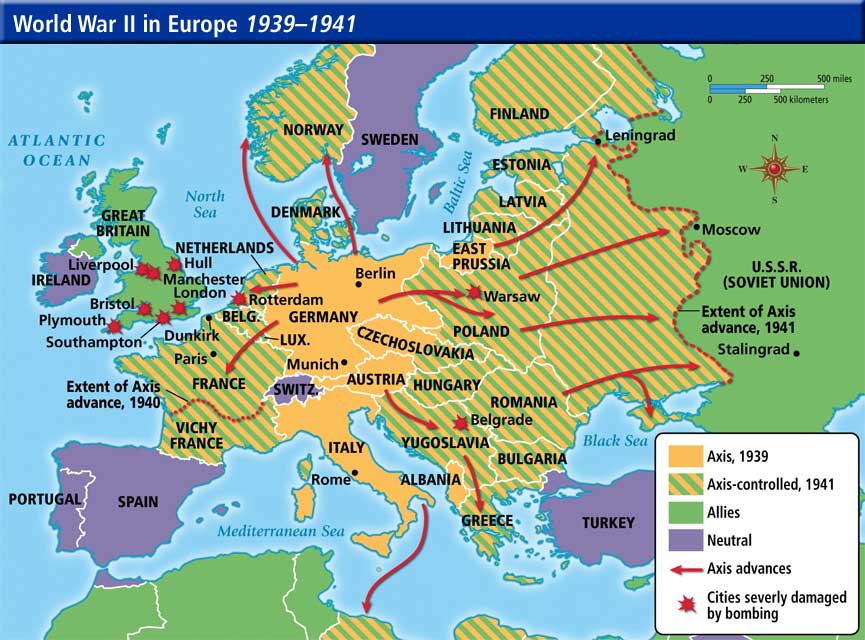 World War II in Europe 1939–1941
0 250 500 miles
0 250 500 kilometers
N
W E
S
ATLANTIC
OCEAN
North
Sea
Baltic Sea
NORWAY
SWEDEN
FINLAND
Leningrad
ESTONIA
LATVIA
LITHUANIA
EAST
PRUSSIA
DENMARK
GREAT
BRITAIN
IRELAND
Liverpool
Hull
Manchester
London
Bristol
Plymouth
Southampton
NETHERLANDS
Rotterdam
BELG.
Dunkirk
LUX.
Paris
Berlin
GERMANY
Munich
Warsaw
POLAND
CZECHOSLOVAKIA
AUSTRIA
HUNGARY
Moscow
U.S.S.R.
(SOVIET UNION)
Extent of Axis
advance, 1941
Stalingrad
Extent of Axis
advance, 1940
FRANCE
VICHY
FRANCE
SWITZ.
ROMANIA
Belgrade
YUGOSLAVIA
BULGARIA
Black Sea
ITALY
Rome
ALBANIA
GREECE
TURKEY
PORTUGAL
SPAIN
Mediterranean Sea
Axis, 1939
Axis-controlled, 1941
Allies
Neutral
Axis advances
Cities severly damaged
by bombing